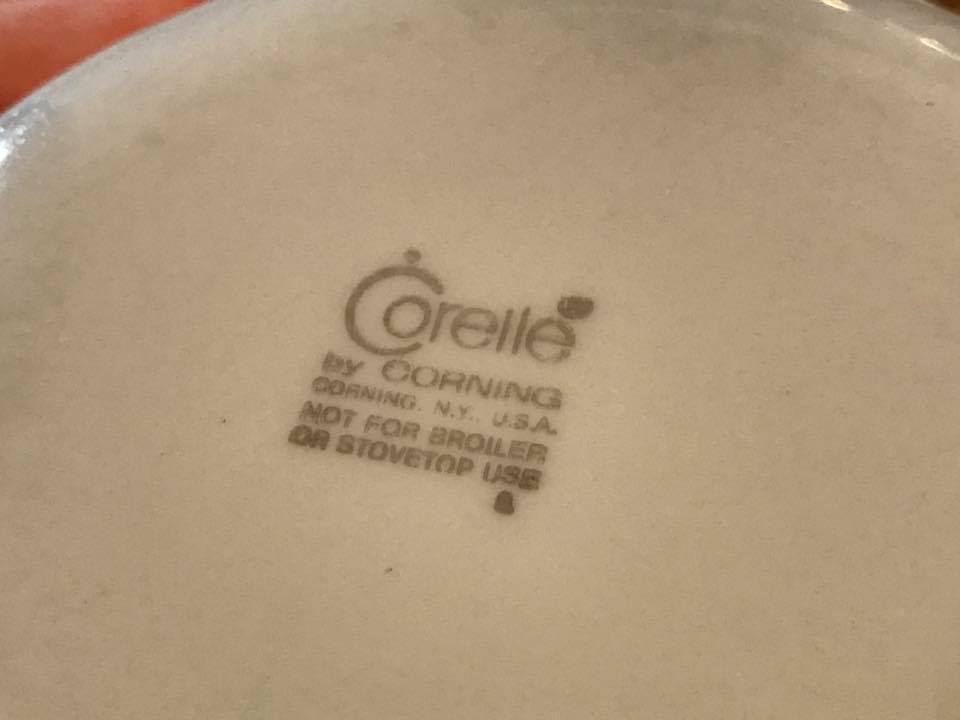 Corelle
by CORNING
CORNING, N.Y., U.S.A.
NOT FOR BROILER
OR STOVETOP USE